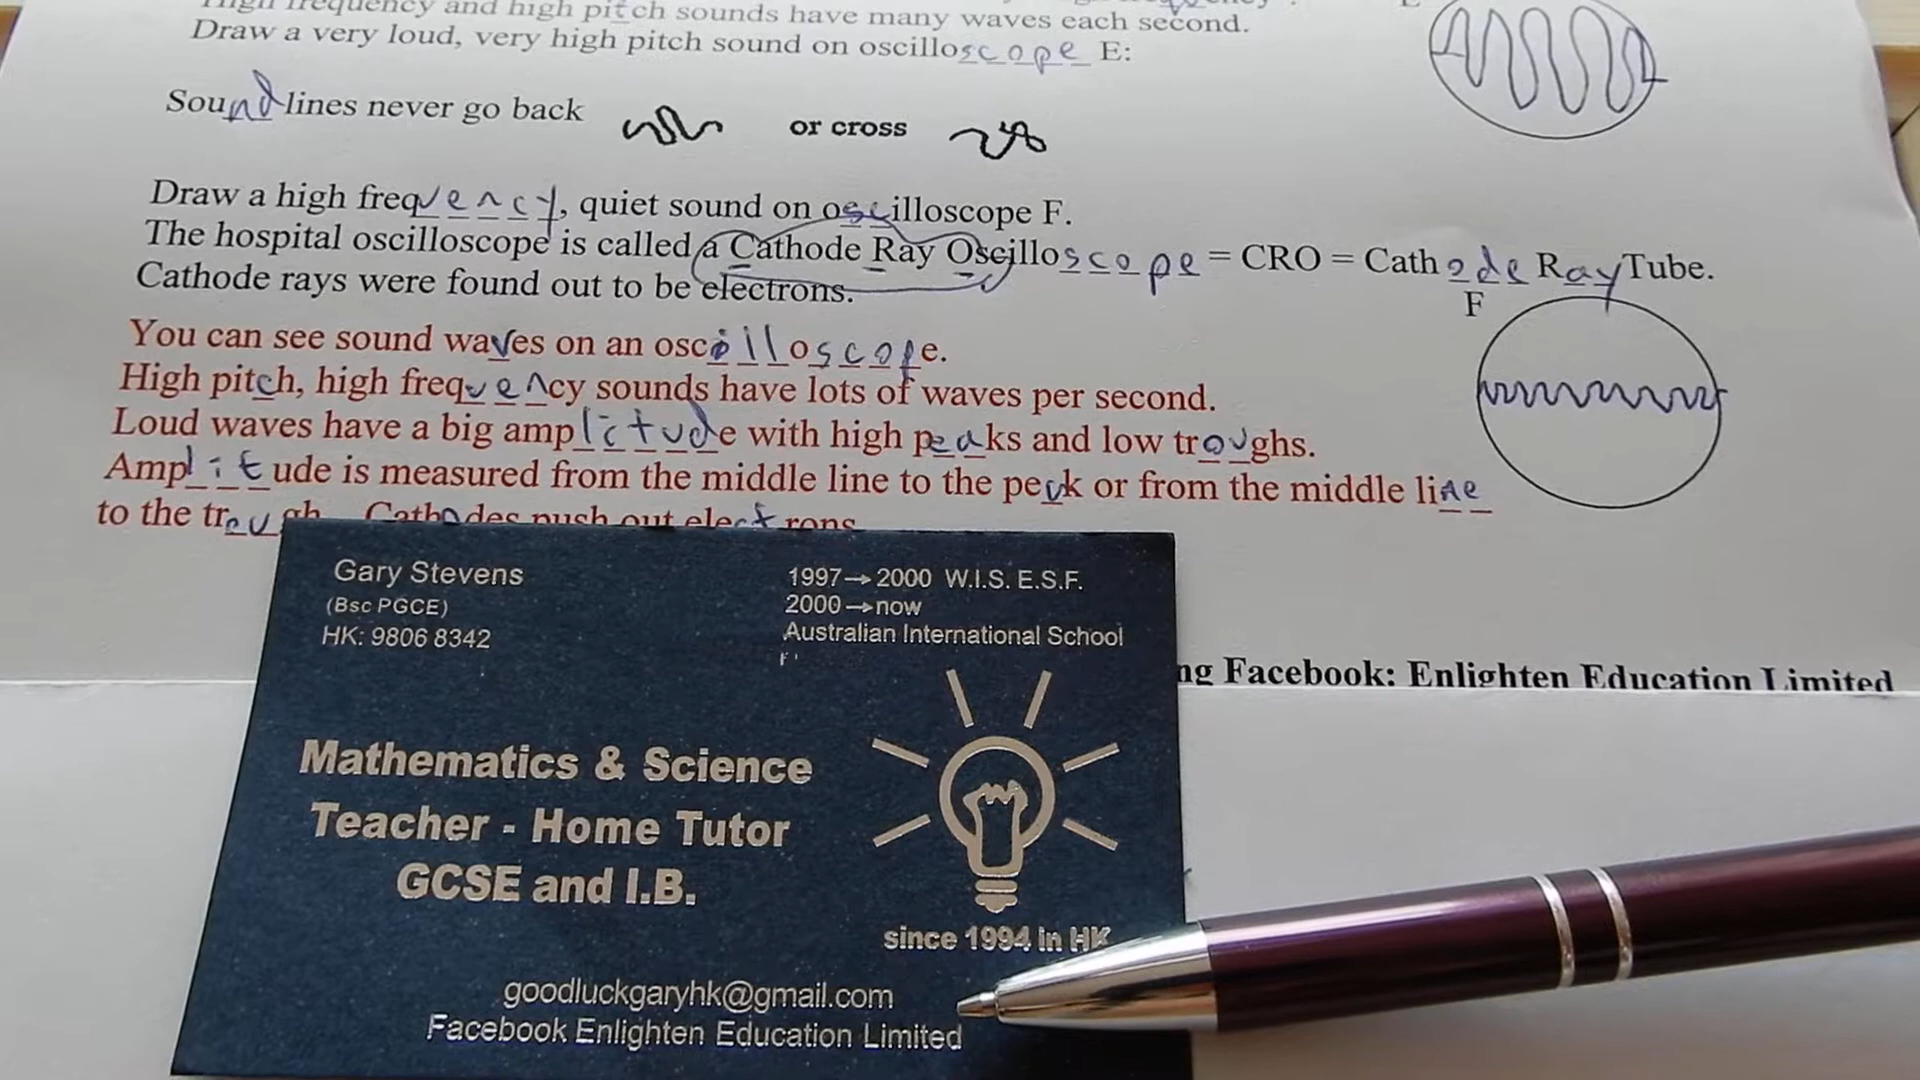 High frequency and high pitch sounds have many waves each second.
Draw a very loud, very high pitch sound on oscilloscope E:
Sound lines never go back or cross
Draw a high frequency, quiet sound on oscilloscope F.
The hospital oscilloscope is called a Cathode Ray Oscilloscope = CRO = Cathode Ray Tube.
Cathode rays were found out to be electrons.
F
You can see sound waves on an oscilloscope.
High pitch, high frequency sounds have lots of waves per second.
Loud waves have a big amplitude with high peaks and low troughs.
Amplitude is measured from the middle line to the peak or from the middle line
to the trough. Cathodes push out electrons
Gary Stevens
(Bsc PGCE)
HK: 9806 8342
1997→2000 W.I.S. E.S.F.
2000→now
Australian International School
ng Facebook: Enlighten Education Limited
Mathematics & Science
Teacher - Home Tutor
GCSE and I.B.
since 1994 in HK
goodluckgaryhk@gmail.com
Facebook Enlighten Education Limited